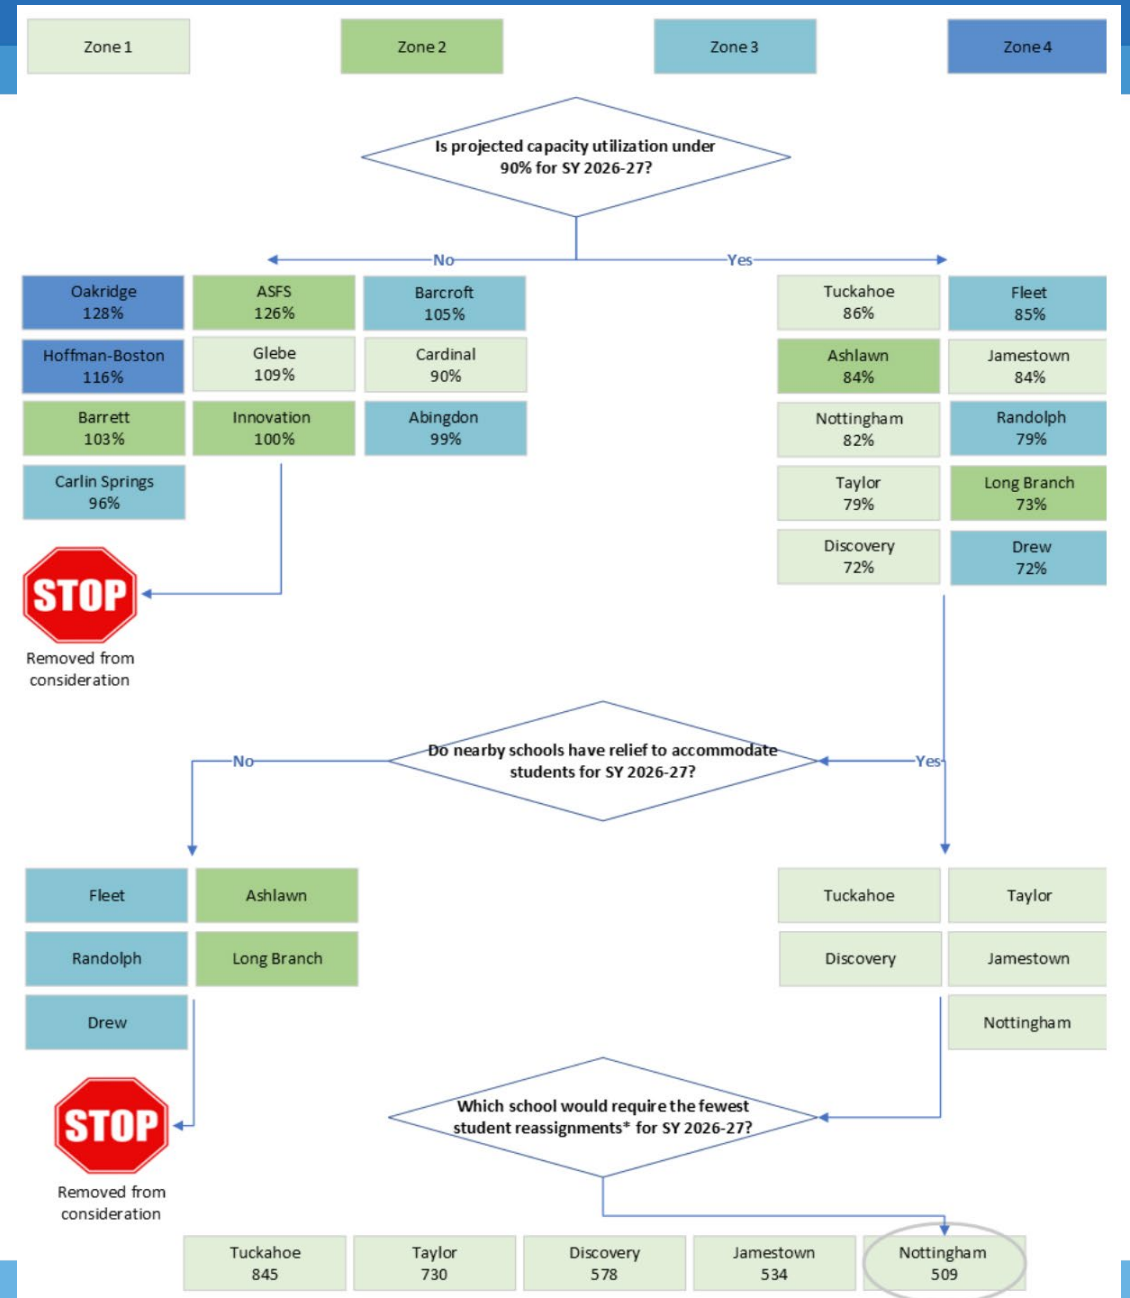 Zone 1
Zone 2
Zone 3
Zone 4
Is projected capacity utilization under
90% for SY 2026-27?
No
Yes
Oakridge
128%
ASFS
126%
Barcroft
105%
Hoffman-Boston
116%
Glebe
109%
Cardinal
90%
Barrett
103%
Innovation
100%
Abingdon
99%
Carlin Springs
96%
Tuckahoe
86%
Fleet
85%
Ashlawn
84%
Jamestown
84%
Nottingham
82%
Randolph
79%
Taylor
79%
Long Branch
73%
Discovery
72%
Drew
72%
STOP
Removed from
consideration
Do nearby schools have relief to accommodate
students for SY 2026-27?
No
Yes
Fleet
Ashlawn
Randolph
Long Branch
Drew
Tuckahoe
Taylor
Discovery
Jamestown
Nottingham
STOP
Removed from
consideration
Which school would require the fewest
student reassignments* for SY 2026-27?
Tuckahoe
845
Taylor
730
Discovery
578
Jamestown
534
Nottingham
509